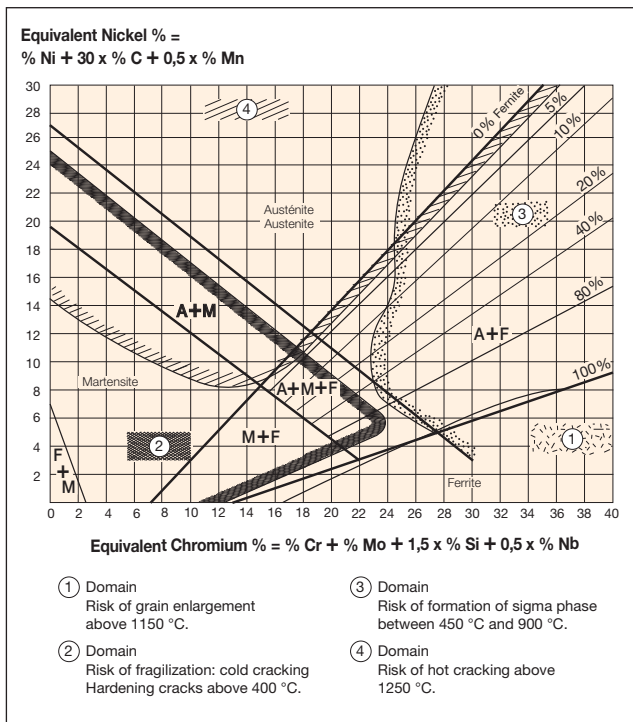 Equivalent Nickel % =
% Ni + 30 x % C + 0,5 x % Mn
30
28
26
24
22
20
18
16
14
12
10
8
6
4
2
0
0 2 4 6 8 10 12 14 16 18 20 22 24 26 28 30 32 34 36 38 40
4
0% Fernite
5%
10%
3
20%
40%
80%
100%
Austénite
Austenite
A+M
A+F
Martensite
A+M+F
M+F
2
1
F
+
M
Ferrite
Equivalent Chromium % = % Cr + % Mo + 1,5 x % Si + 0,5 x % Nb
1 Domain
Risk of grain enlargement
above 1150 °C.
2 Domain
Risk of fragilization: cold cracking
Hardening cracks above 400 °C.
3 Domain
Risk of formation of sigma phase
between 450 °C and 900 °C.
4 Domain
Risk of hot cracking above
1250 °C.